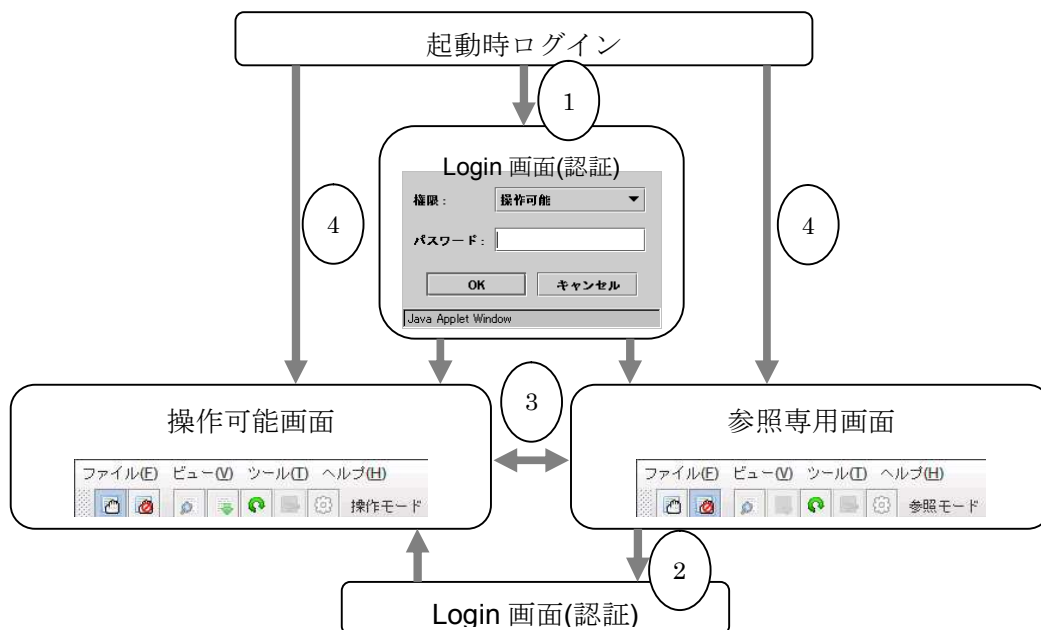 起動時ログイン
1
Login 画面(認証)
権限：
操作可能
4
4
パスワード：
OK
キャンセル
Java Applet Window
3
操作可能画面
参照専用画面
ファイル(F) ビュー(V) ツール(T) ヘルプ(H)
ファイル(F) ビュー(V) ツール(T) ヘルプ(H)
操作モード
参照モード
2
Login 画面(認証)